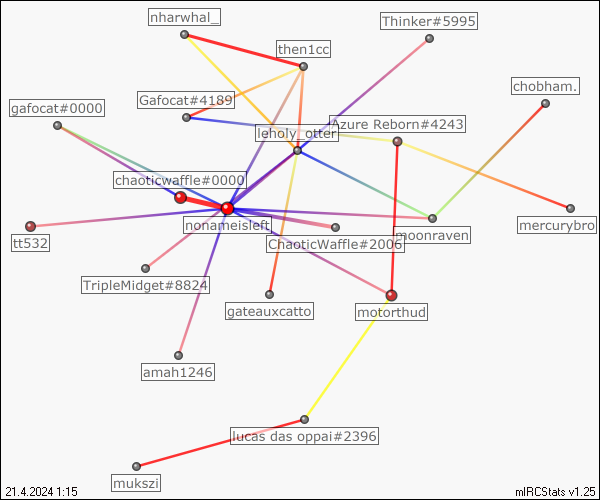 nharwhal_
Thinker#5995
then1cc
chobham.
Gafocat#4189
gafocat#0000
Azure Reborn#4243
leholy_otter
chaoticwaffle#0000
nonameisleft
mercurybro
moonraven
tt532
ChaoticWaffle#2006
TripleMidget#8824
gateauxcatto
motorthud
amah1246
lucas das oppai#2396
mukszi
21.4.2024 1:15
mIRCStats v1.25